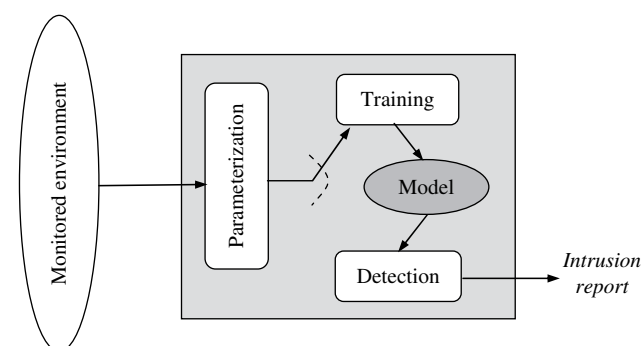 Monitored environment
Parameterization
Training
Model
Detection
Intrusion
report